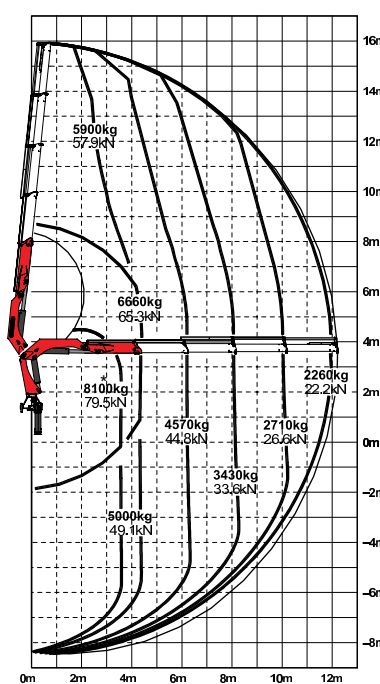 16m
14m
5900kg
57.9kN
12m
10m
8m
6660kg
65.3kN
6m
4m
*
8100kg
79.5kN
2260kg
22.2kN
2m
4570kg
44.8kN
2710kg
26.6kN
0m
3430kg
33.6kN
-2m
5000kg
49.1kN
-4m
-6m
-8m
0m 2m 4m 6m 8m 10m 12m